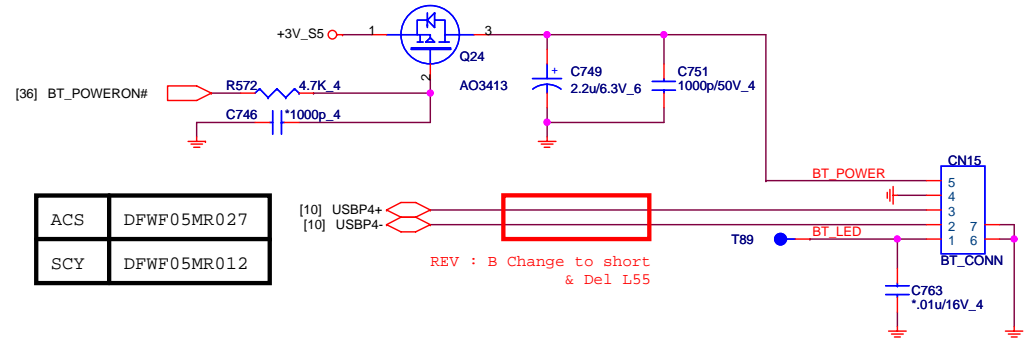 +3V_S5
1
3
Q24
2
AO3413
C749
2.2u/6.3V_6
+
C751
1000p/50V_4
[36] BT_POWERON#
R572
4.7K_4
C746
*1000p_4
CN15
BT_POWER
5
4
3
2
1
7
6
BT_CONN
ACS DFWF05MR027
SCY DFWF05MR012
[10] USBP4+
[10] USBP4-
T89
BT_LED
REV : B Change to short
& Del L55
C763
*.01u/16V_4